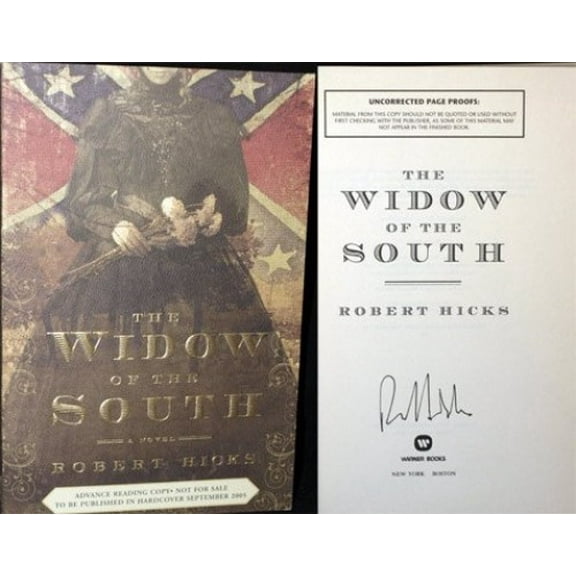 THE
WIDOW
OF THE
SOUTH
A NOVEL
ROBERT HICKS
ADVANCE READING COPY• NOT FOR SALE
TO BE PUBLISHED IN HARDCOVER SEPTEMBER 2005
UNCORRECTED PAGE PROOFS:
MATERIAL FROM THIS COPY SHOULD NOT BE QUOTED OR USED WITHOUT
FIRST CHECKING WITH THE PUBLISHER, AS SOME OF THIS MATERIAL MAY
NOT APPEAR IN THE FINISHED BOOK.
THE
WIDOW
OF THE
SOUTH
ROBERT HICKS
W
WARNER BOOKS
NEW YORK BOSTON